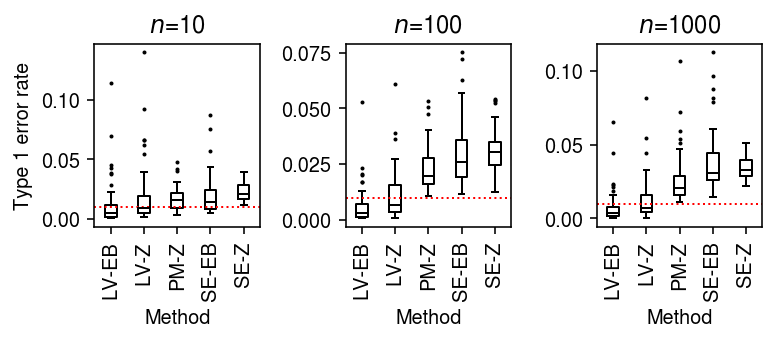 n=10
n=100
n=1000
Type 1 error rate
0.10
0.05
0.00
0.075
0.050
0.025
0.000
0.10
0.05
0
LV-EB
LV-Z
PM-Z
SE-EB
SE-Z
LV-EB
LV-Z
PM-Z
SE-EB
SE-Z
LV-EB
LV-Z
PM-Z
SE-EB
SE-Z
Method
Method
Method